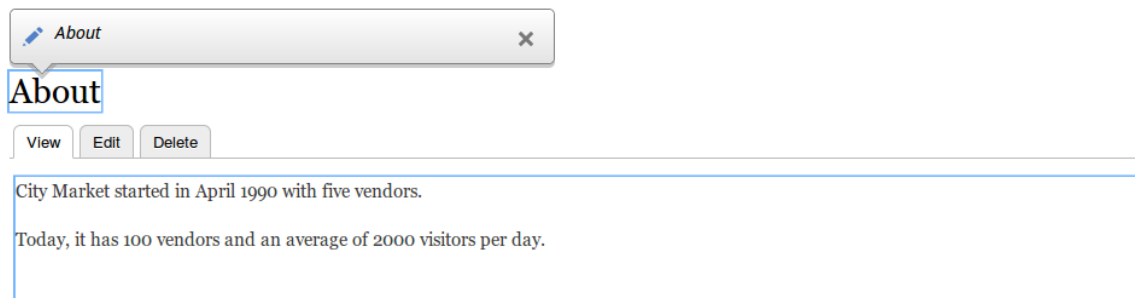 About
About
View Edit Delete
City Market started in April 1990 with five vendors.
Today, it has 100 vendors and an average of 2000 visitors per day.